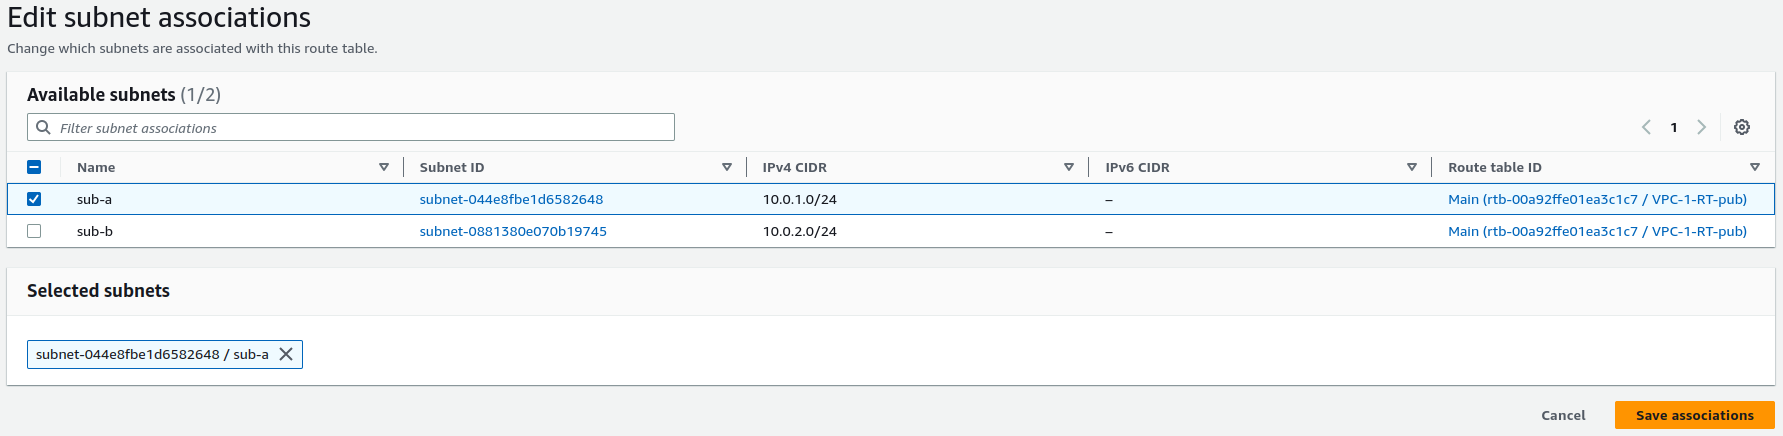 Edit subnet associations
Change which subnets are associated with this route table.
Available subnets (1/2)
Filter subnet associations
1
Name Subnet ID IPv4 CIDR IPv6 CIDR Route table ID
sub-a subnet-044e8fbe1d6582648 10.0.1.0/24 – Main (rtb-00a92ffe01ea3c1c7 / VPC-1-RT-pub)
sub-b subnet-0881380e070b19745 10.0.2.0/24 – Main (rtb-00a92ffe01ea3c1c7 / VPC-1-RT-pub)
Selected subnets
subnet-044e8fbe1d6582648 / sub-a
Cancel Save associations